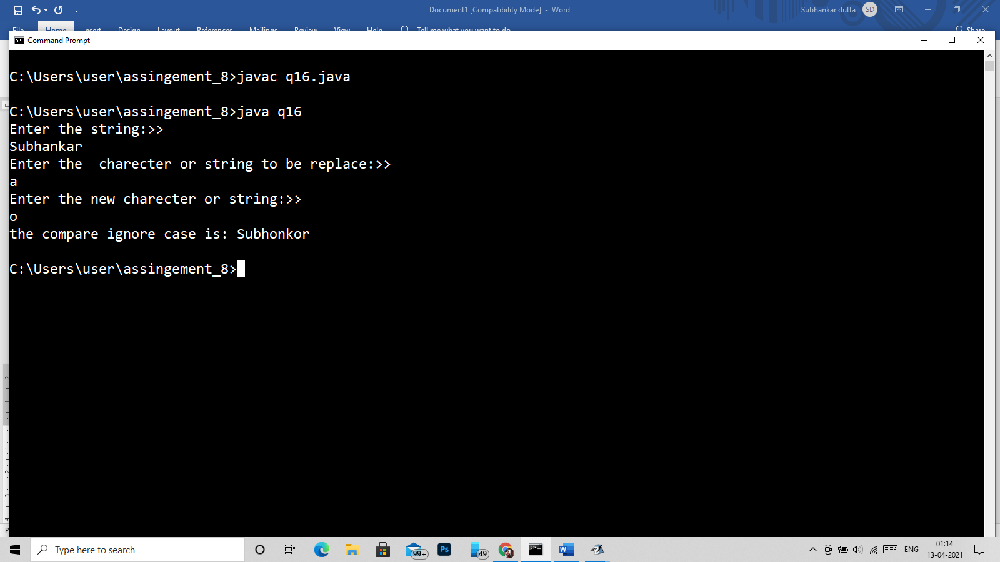 Document1 [Compatibility Mode] - Word
Subhankar dutta
SD
File Home Insert Design Layout References Mailings Review View Help Tell me what you want to do
Share
Command Prompt
C:\Users\user\assingement_8>javac q16.java
C:\Users\user\assingement_8>java q16
Enter the string:>>
Subhankar
Enter the  charecter or string to be replace:>>
a
Enter the new charecter or string:>>
o
the compare ignore case is: Subhonkor
C:\Users\user\assingement_8>
Type here to search
99+
Ps
49
ENG
01:14
13-04-2021